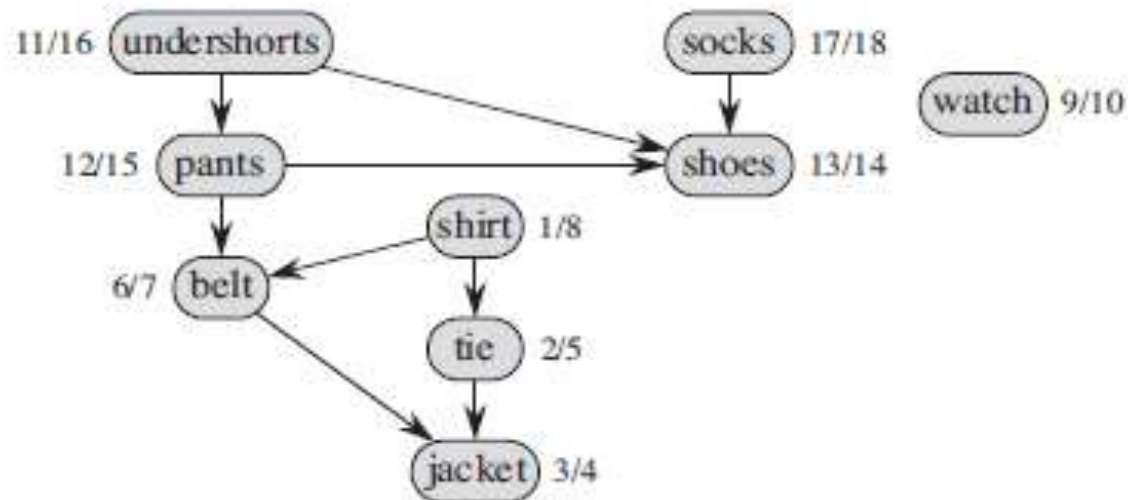 11/16 undershorts socks 17/18
watch 9/10
12/15 pants shoes 13/14
shirt 1/8
6/7 belt
tie 2/5
jacket 3/4